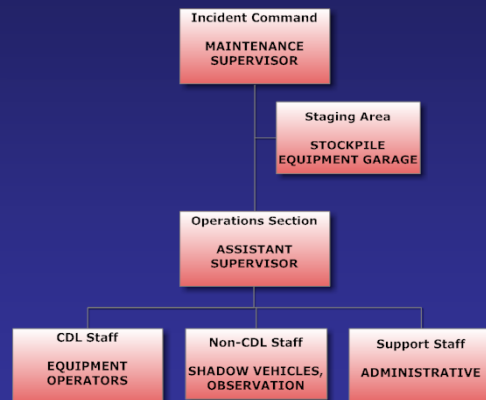 Incident Command
MAINTENANCE
SUPERVISOR
Staging Area
STOCKPILE
EQUIPMENT GARAGE
Operations Section
ASSISTANT
SUPERVISOR
CDL Staff
EQUIPMENT
OPERATORS
Non-CDL Staff
SHADOW VEHICLES,
OBSERVATION
Support Staff
ADMINISTRATIVE